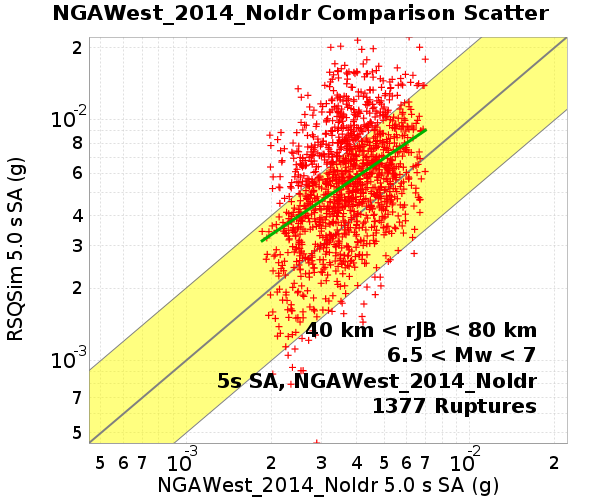 NGAWest_2014_NoIdr Comparison Scatter
RSQSim 5.0 s SA (g)
2
10^-2
8
6
4
3
2
10^-3
7
5
40 km < rJB < 80 km
6.5 < Mw < 7
5s SA, NGAWest_2014_NoIdr
1377 Ruptures
5 6 7 10^-3 2 3 4 5 6 7 10^-2 2
NGAWest_2014_NoIdr 5.0 s SA (g)